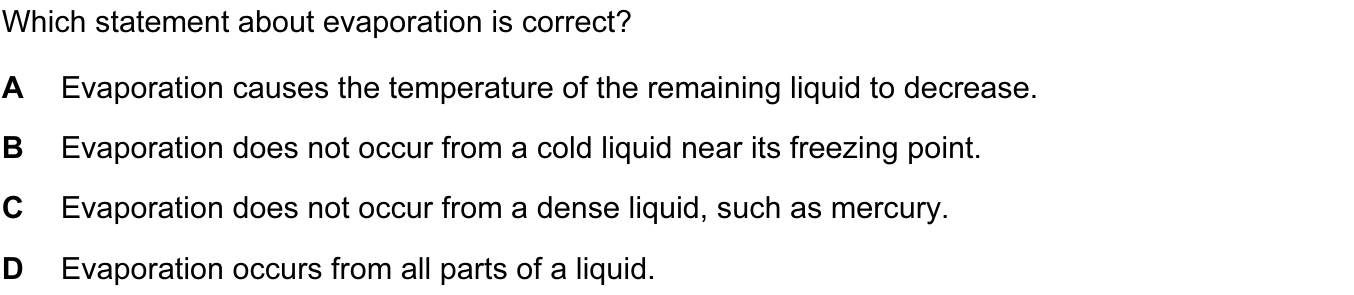 Which statement about evaporation is correct?
A Evaporation causes the temperature of the remaining liquid to decrease.
B Evaporation does not occur from a cold liquid near its freezing point.
C Evaporation does not occur from a dense liquid, such as mercury.
D Evaporation occurs from all parts of a liquid.